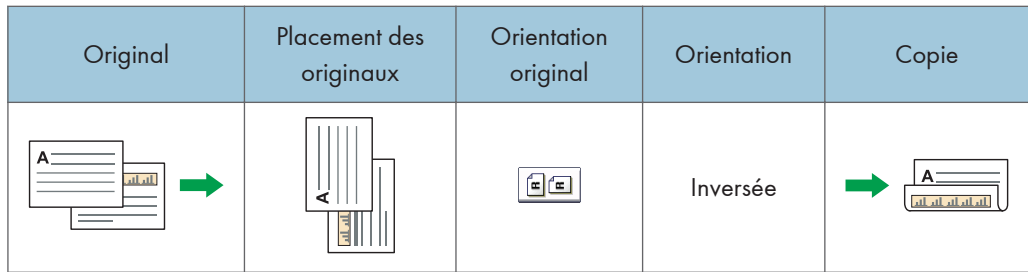 Original
Placement des
originaux
Orientation
original
Orientation
Copie
A
A
R R
Inversée
A